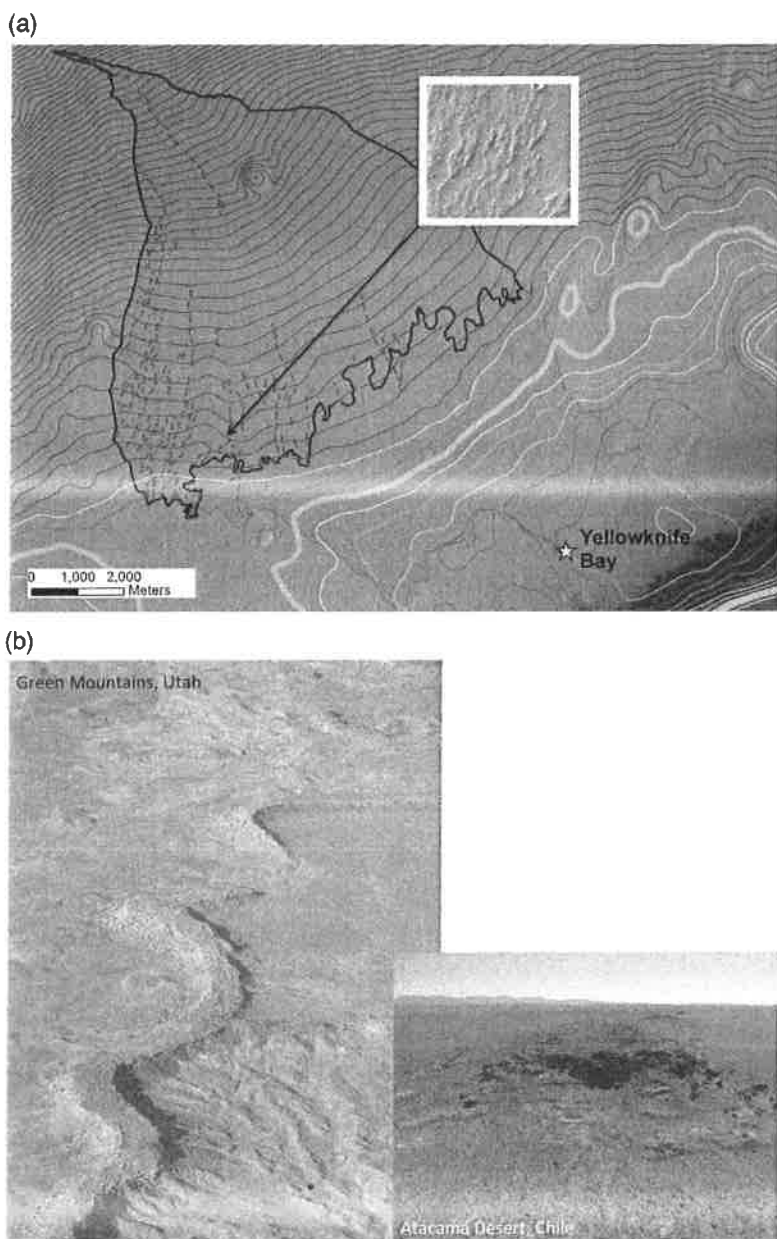 (a)
Yellowknife
Bay
0 1,000 2,000
Meters
(b)
Green Mountains, Utah
Atacama Desert, Chile